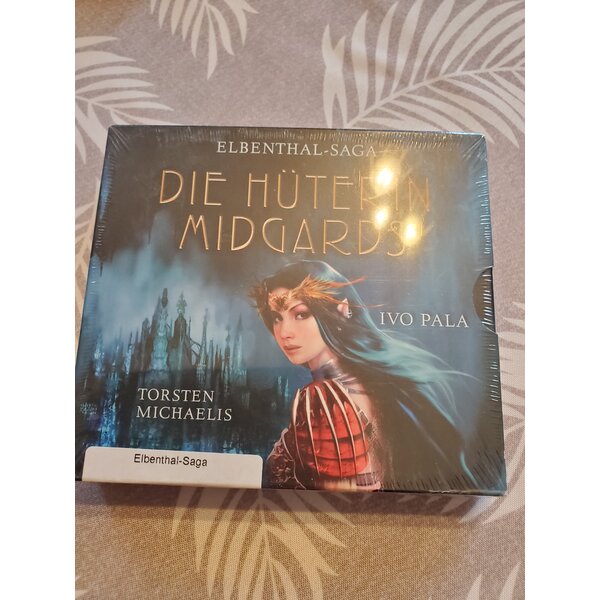 ELBENTHAL-SAGA
DIE HÜTERIN
MIDGARDS
IVO PALA
TORSTEN
MICHAELIS
Elbenthal-Saga